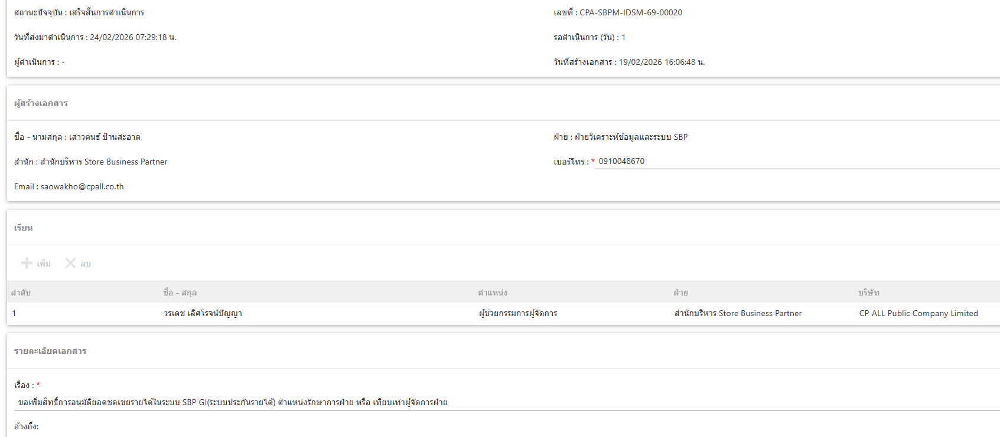 สถานะปัจจุบัน : เสร็จสิ้นการดำเนินการ
เลขที่ : CPA-SBPM-IDSM-69-00020
วันที่ส่งมาดำเนินการ : 24/02/2026 07:29:18 น.
รอดำเนินการ (วัน) : 1
ผู้ดำเนินการ : -
วันที่สร้างเอกสาร : 19/02/2026 16:06:48 น.
ผู้สร้างเอกสาร
ชื่อ - นามสกุล : เสาวคนธ์ ป้านสะอาด
ฝ่าย : ฝ่ายวิเคราะห์ข้อมูลและระบบ SBP
สำนัก : สำนักบริหาร Store Business Partner
เบอร์โทร : * 0910048670
Email : saowakho@cpall.co.th
เรียน
เพิ่ม ลบ
ลำดับ ชื่อ - สกุล ตำแหน่ง ฝ่าย บริษัท
1 วรเดช เลิศโรจน์ปัญญา ผู้ช่วยกรรมการผู้จัดการ สำนักบริหาร Store Business Partner CP ALL Public Company Limited
รายละเอียดเอกสาร
เรื่อง : *
ขอเพิ่มสิทธิ์การอนุมัติยอดชดเชยรายได้ในระบบ SBP GI(ระบบประกันรายได้) ตำแหน่งรักษาการฝ่าย หรือ เทียบเท่าผู้จัดการฝ่าย
อ้างถึง: